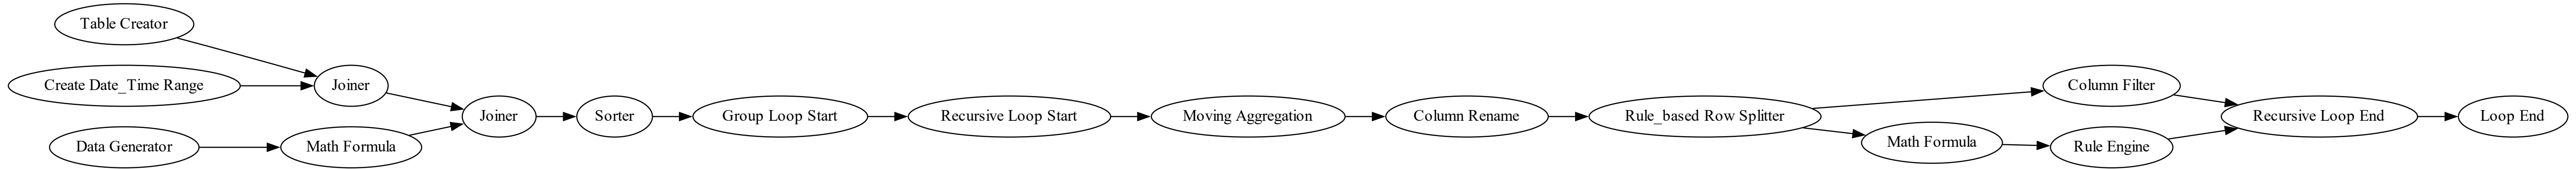 Table Creator
Create Date_Time Range
Data Generator
Joiner
Math Formula
Joiner
Sorter
Group Loop Start
Recursive Loop Start
Moving Aggregation
Column Rename
Rule_based Row Splitter
Column Filter
Math Formula
Rule Engine
Recursive Loop End
Loop End